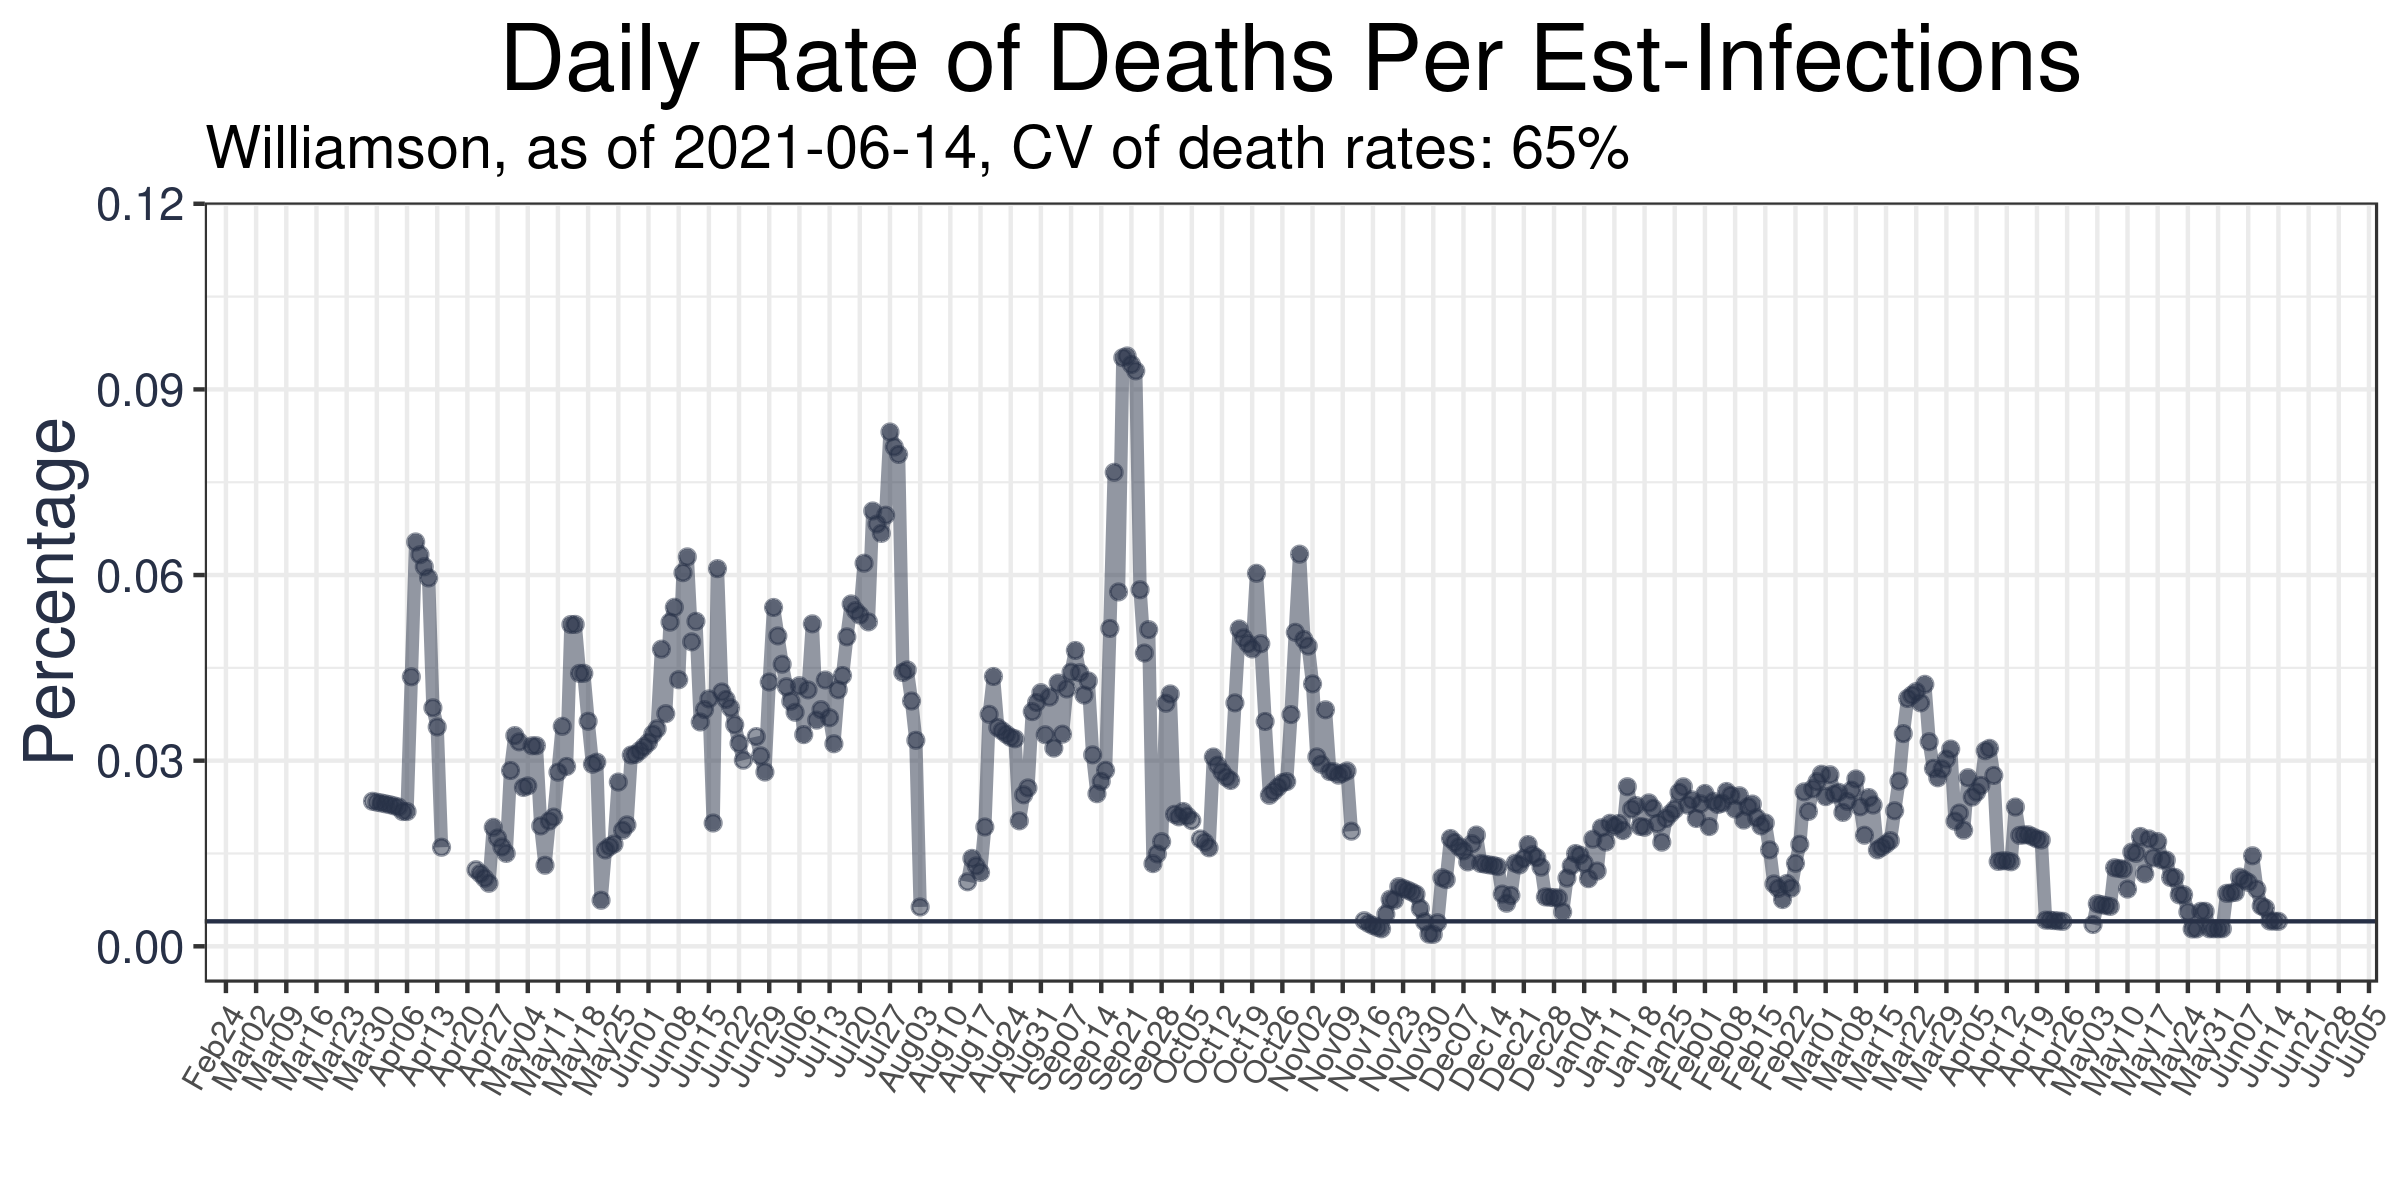 Daily Rate of Deaths Per Est-Infections
Williamson, as of 2021-06-14, CV of death rates: 65%
Percentage
0.12
0.09
0.06
0.03
0.00
Feb24
Mar02
Mar09
Mar16
Mar23
Mar30
Apr06
Apr13
Apr20
Apr27
May04
May11
May18
May25
Jun01
Jun08
Jun15
Jun22
Jun29
Jul06
Jul13
Jul20
Jul27
Aug03
Aug10
Aug17
Aug24
Aug31
Sep07
Sep14
Sep21
Sep28
Oct05
Oct12
Oct19
Oct26
Nov02
Nov09
Nov16
Nov23
Nov30
Dec07
Dec14
Dec21
Dec28
Jan04
Jan11
Jan18
Jan25
Feb01
Feb08
Feb15
Feb22
Mar01
Mar08
Mar15
Mar22
Mar29
Apr05
Apr12
Apr19
Apr26
May03
May10
May17
May24
May31
Jun07
Jun14
Jun21
Jun28
Jul05